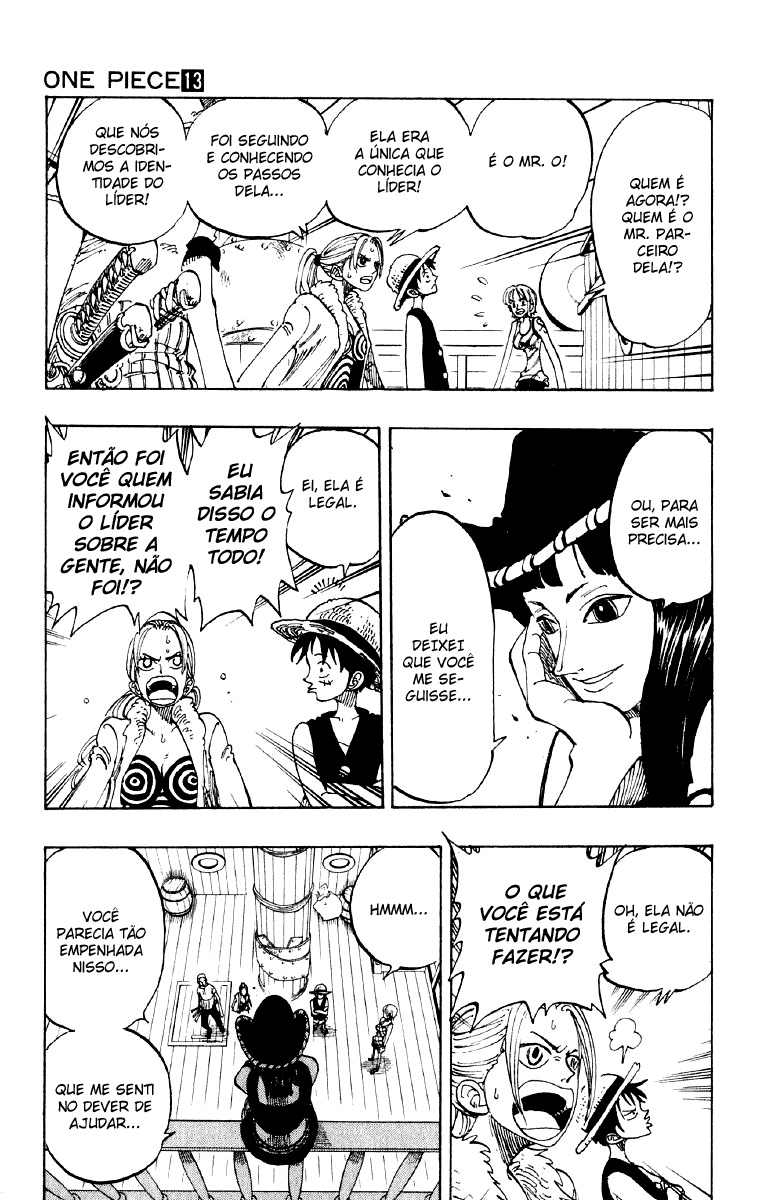 ONE PIECE 13
QUEM É
AGORA!?
QUEM É O
MR. PAR-
CEIRO
DELA!?
É O MR. 0!
ELA ERA
A ÚNICA QUE
CONHECIA O
LÍDER!
FOI SEGUINDO
E CONHECENDO
OS PASSOS
DELA...
QUE NÓS
DESCOBRI-
MOS A IDEN-
TIDADE DO
LÍDER!
OU, PARA
SER MAIS
PRECISA...
EU
DEIXEI
QUE VOCÊ
ME SE-
GUISSE...
EI, ELA É
LEGAL.
EU
SABIA
DISSO O
TEMPO
TODO!
ENTÃO FOI
VOCÊ QUEM
INFORMOU
O LÍDER
SOBRE A
GENTE, NÃO
FOI!?
OH, ELA NÃO
É LEGAL.
O QUE
VOCÊ ESTÁ
TENTANDO
FAZER!?
HMMM...
VOCÊ
PARECIA TÃO
EMPENHADA
NISSO...
QUE ME SENTI
NO DEVER DE
AJUDAR...